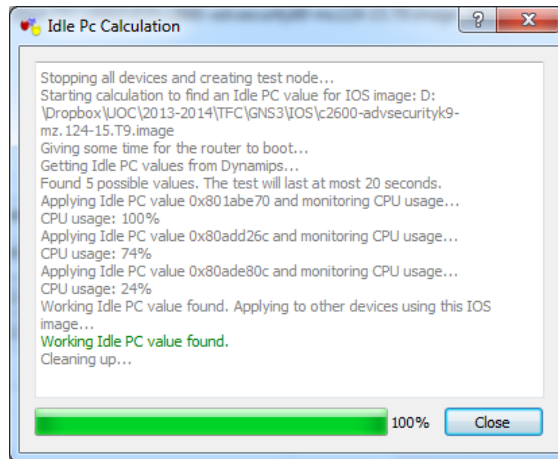 Idle Pc Calculation
Stopping all devices and creating test node...
Starting calculation to find an Idle PC value for IOS image: D:
\Dropbox\UOC\2013-2014\TFC\GNS3\IOS\c2600-advsecurityk9-
mz.124-15.T9.image
Giving some time for the router to boot...
Getting Idle PC values from Dynamips...
Found 5 possible values. The test will last at most 20 seconds.
Applying Idle PC value 0x801abe70 and monitoring CPU usage...
CPU usage: 100%
Applying Idle PC value 0x80add26c and monitoring CPU usage...
CPU usage: 74%
Applying Idle PC value 0x80ade80c and monitoring CPU usage...
CPU usage: 24%
Working Idle PC value found. Applying to other devices using this IOS
image...
Working Idle PC value found.
Cleaning up...
100%
Close